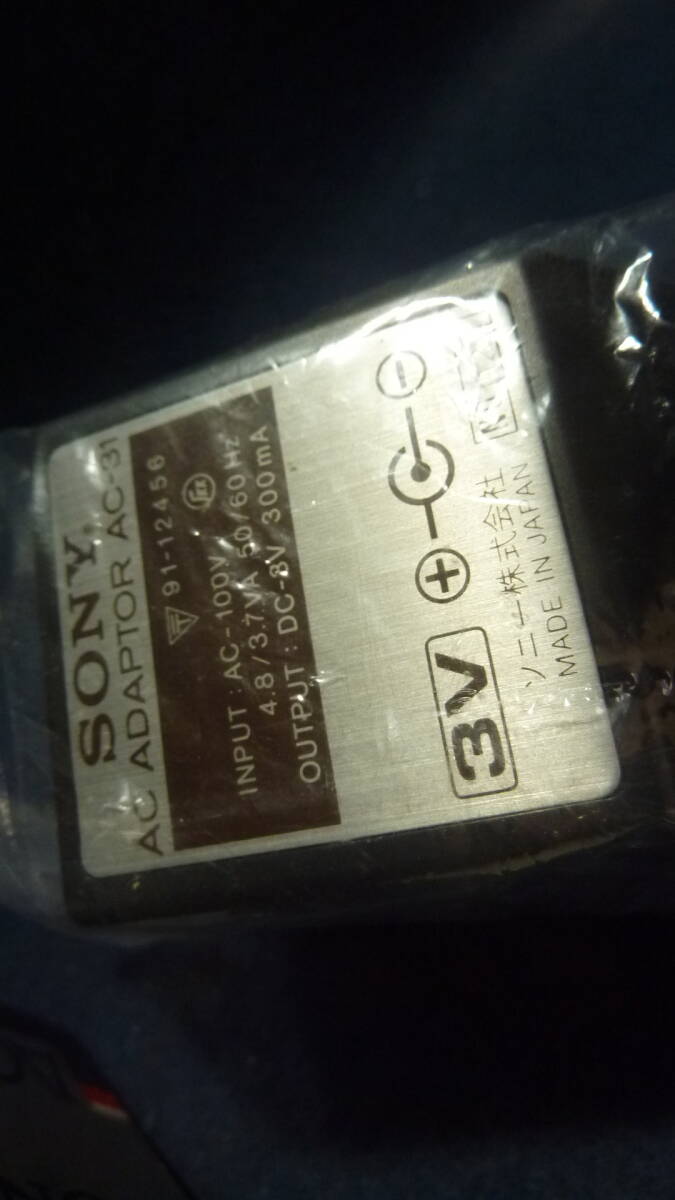 SONY.
AC ADAPTOR AC-31
91-12456
INPUT : AC-100V
4.8/3.7VA 50/60Hz
OUTPUT : DC-3V 300mA
3V
ソニー株式会社
MADE IN JAPAN